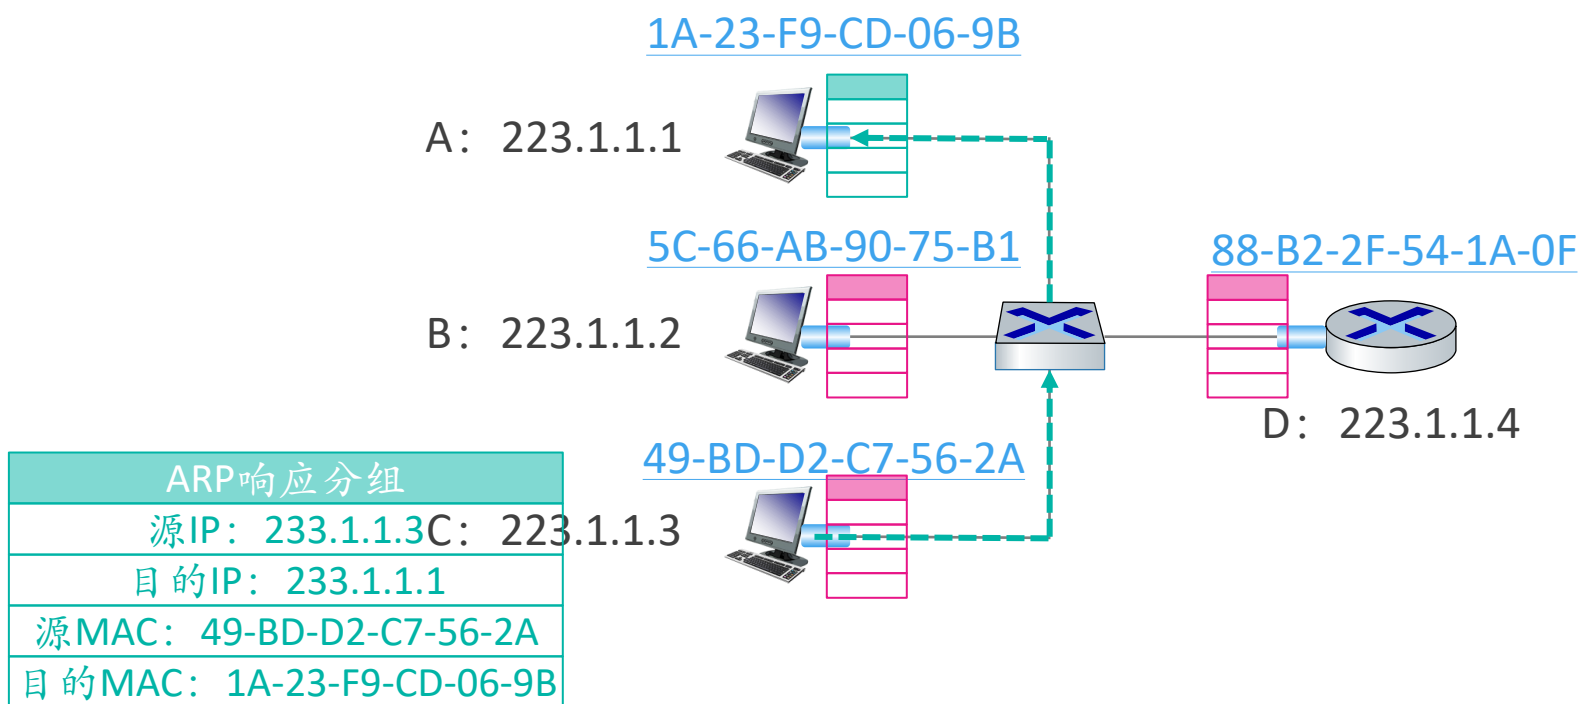 1A-23-F9-CD-06-9B
A：223.1.1.1
5C-66-AB-90-75-B1
88-B2-2F-54-1A-0F
B：223.1.1.2
D：223.1.1.4
49-BD-D2-C7-56-2A
ARP响应分组
源IP：233.1.1.3
C：223.1.1.3
目的IP：233.1.1.1
源MAC：49-BD-D2-C7-56-2A
目的MAC：1A-23-F9-CD-06-9B